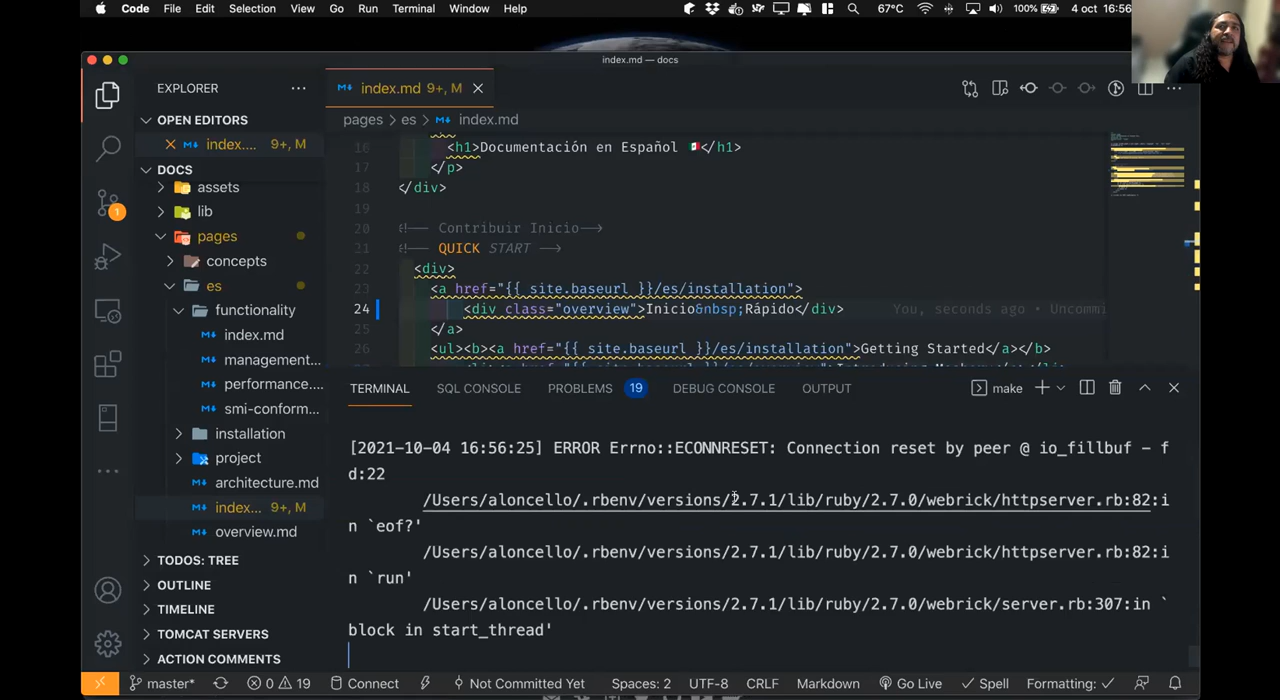 Code File Edit Selection View Go Run Terminal Window Help 67°C 100% 4 oct 16:56
index.md — docs
EXPLORER
index.md 9+, M
OPEN EDITORS
index.... 9+, M
pages > es > index.md
DOCS
assets
lib
pages
concepts
es
functionality
index.md
management...
performance....
smi-conform...
installation
project
architecture.md
index... 9+, M
overview.md
TODOS: TREE
OUTLINE
TIMELINE
TOMCAT SERVERS
ACTION COMMENTS
16 <h1>Documentación en Español 🇲🇽</h1>
17 </p>
18 </div>
19
20 <!-- Contribuir Inicio-->
21 <!-- QUICK START -->
22 <div>
23 <a href="{{ site.baseurl }}/es/installation">
24 <div class="overview">Inicio&nbsp;Rápido</div> You, seconds ago • Uncommi
25 </a>
26 <ul><b><a href="{{ site.baseurl }}/es/installation">Getting Started</a></b>
TERMINAL SQL CONSOLE PROBLEMS 19 DEBUG CONSOLE OUTPUT make
[2021-10-04 16:56:25] ERROR Errno::ECONNRESET: Connection reset by peer @ io_fillbuf - f
d:22
/Users/aloncello/.rbenv/versions/2.7.1/lib/ruby/2.7.0/webrick/httpserver.rb:82:i
n `eof?'
/Users/aloncello/.rbenv/versions/2.7.1/lib/ruby/2.7.0/webrick/httpserver.rb:82:i
n `run'
/Users/aloncello/.rbenv/versions/2.7.1/lib/ruby/2.7.0/webrick/server.rb:307:in `
block in start_thread'
master* 0 19 Connect Not Committed Yet Spaces: 2 UTF-8 CRLF Markdown Go Live Spell Formatting: ✓